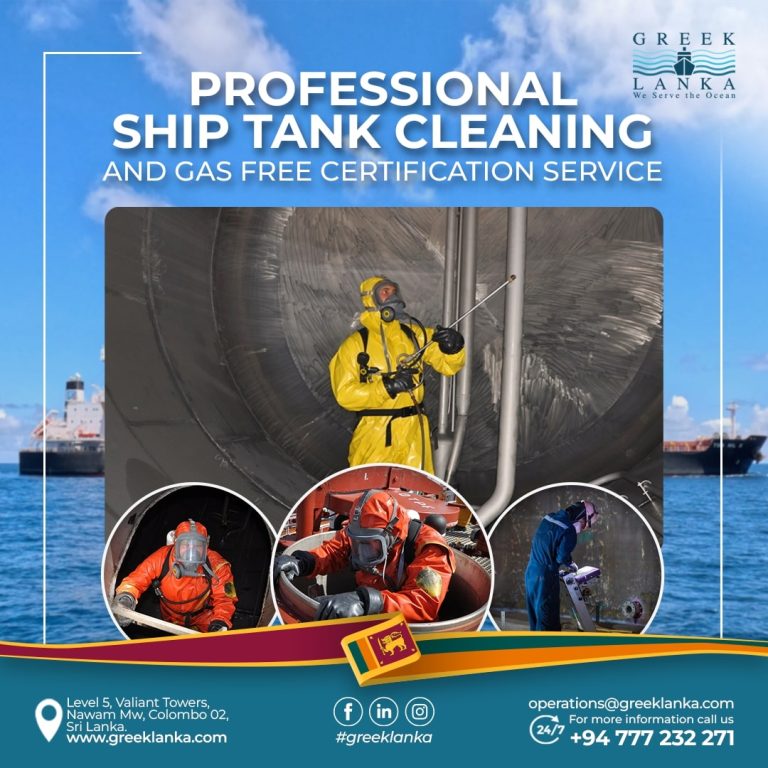 GREEK
LANKA
We Serve the Ocean
PROFESSIONAL
SHIP TANK CLEANING
AND GAS FREE CERTIFICATION SERVICE
Level 5, Valiant Towers,
Nawam Mw, Colombo 02,
Sri Lanka.
www.greeklanka.com
#greeklanka
operations@greeklanka.com
24/7
For more information call us
+94 777 232 271